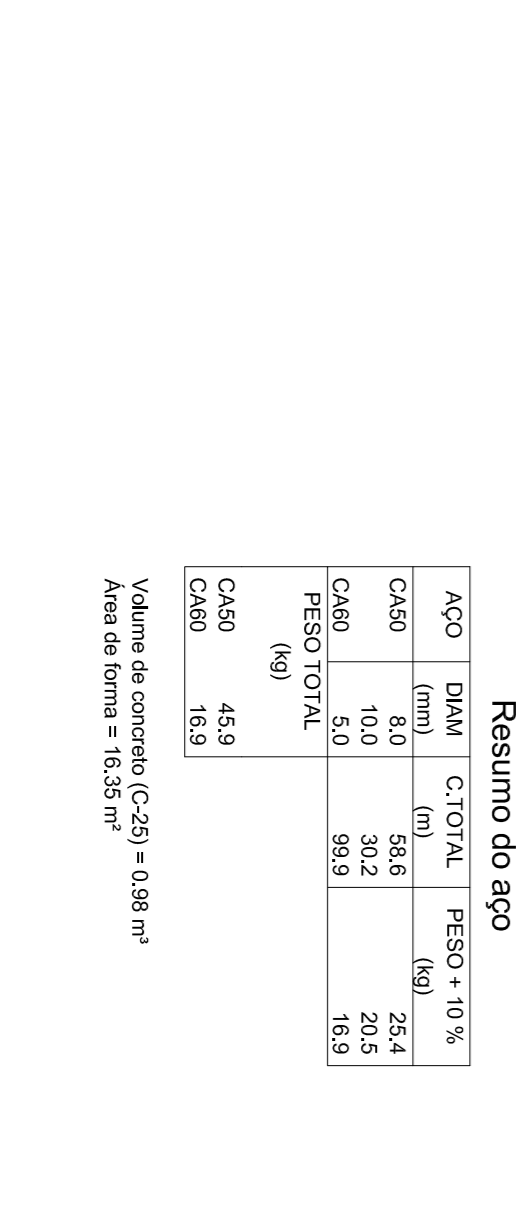 Resumo do aço
AÇO DIAM C.TOTAL PESO + 10 %
(mm) (m) (kg)
CA50 8.0 58.6 25.4
10.0 30.2 20.5
CA60 5.0 99.9 16.9
PESO TOTAL
(kg)
CA50 45.9
CA60 16.9
Volume de concreto (C-25) = 0.98 m³
Área de forma = 16.35 m²